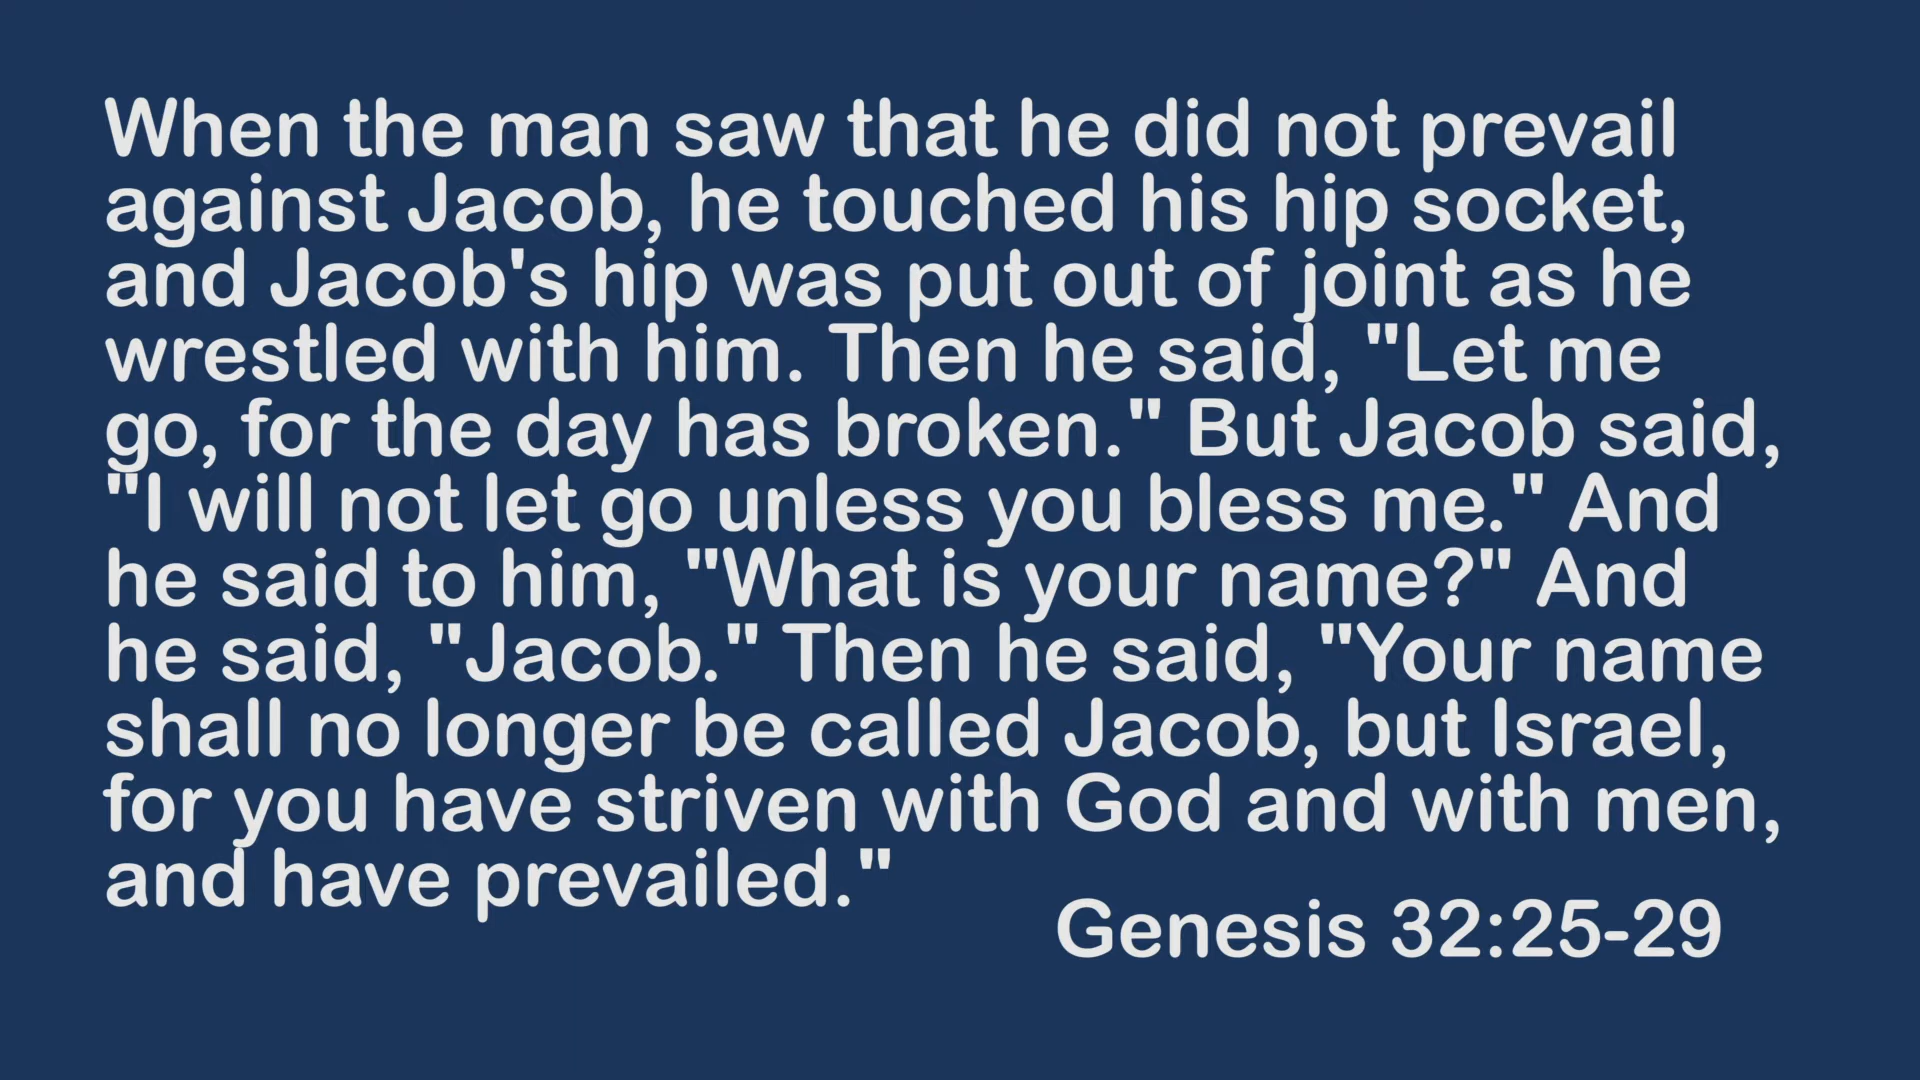 When the man saw that he did not prevail
against Jacob, he touched his hip socket,
and Jacob's hip was put out of joint as he
wrestled with him. Then he said, "Let me
go, for the day has broken." But Jacob said,
"I will not let go unless you bless me." And
he said to him, "What is your name?" And
he said, "Jacob." Then he said, "Your name
shall no longer be called Jacob, but Israel,
for you have striven with God and with men,
and have prevailed."
Genesis 32:25-29